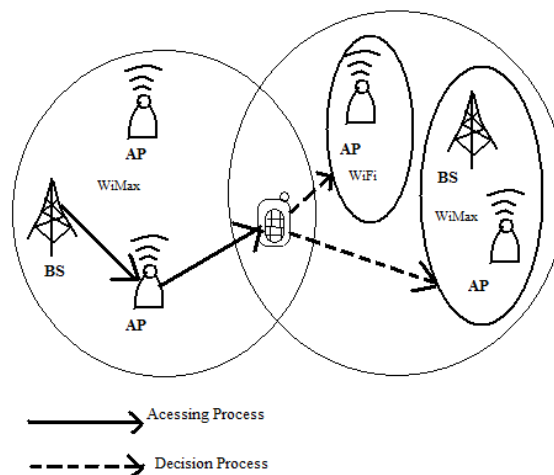 AP
WiMax
BS
AP
AP
WiFi
BS
WiMax
AP
Acessing Process
Decision Process